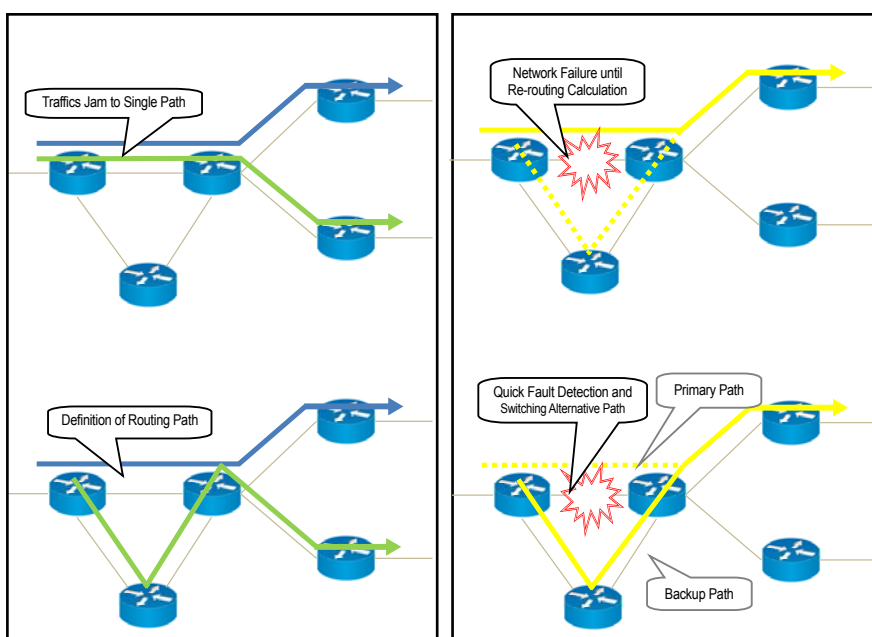 Traffics Jam to Single Path
Definition of Routing Path
Network Failure until
Re-routing Calculation
Quick Fault Detection and
Switching Alternative Path
Primary Path
Backup Path